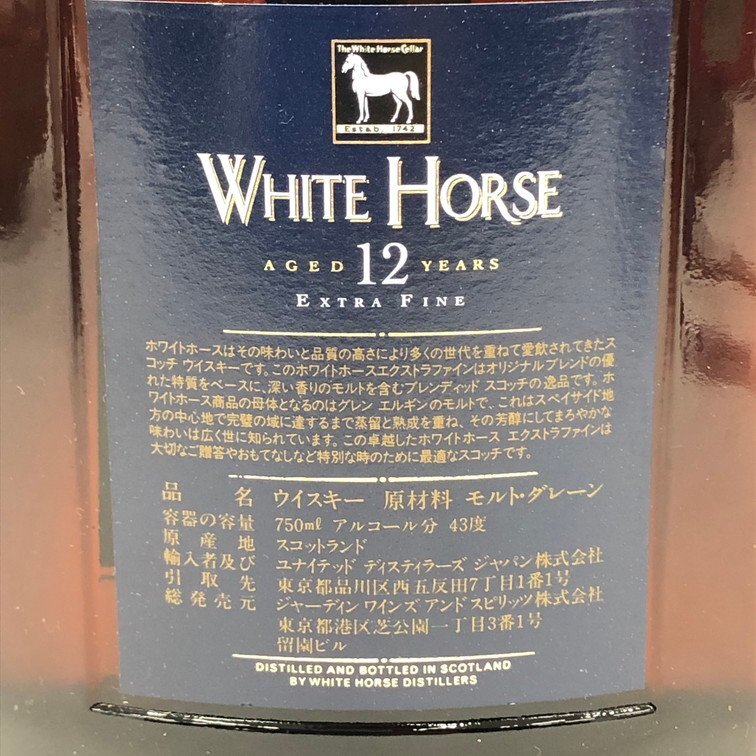 The White Horse Cellar
Estab. 1742
WHITE HORSE
AGED 12 YEARS
EXTRA FINE
ホワイトホースはその味わいと品質の高さにより多くの世代を重ねて愛飲されてきたス
コッチ ウイスキーです。このホワイトホースエクストラファインはオリジナルブレンドの優
れた特質をベースに、深い香りのモルトを含むブレンディッド スコッチの逸品です。ホ
ワイトホース商品の母体となるのはグレン エルギンのモルトで、これはスペイサイド地
方の中心地で完璧の域に達するまで蒸留と熟成を重ね、その芳醇にしてまろやかな
味わいは広く世に知られています。この卓越したホワイトホース エクストラファインは
大切なご贈答やおもてなしなど特別な時のために最適なスコッチです。
品名 ウイスキー 原材料 モルト・グレーン
容器の容量 750ml アルコール分 43度
原産地 スコットランド
輸入者及び ユナイテッド ディスティラーズ ジャパン株式会社
引取先 東京都品川区西五反田7丁目1番1号
総発売元 ジャーディン ワインズ アンド スピリッツ株式会社
東京都港区芝公園一丁目3番1号
留園ビル
DISTILLED AND BOTTLED IN SCOTLAND
BY WHITE HORSE DISTILLERS